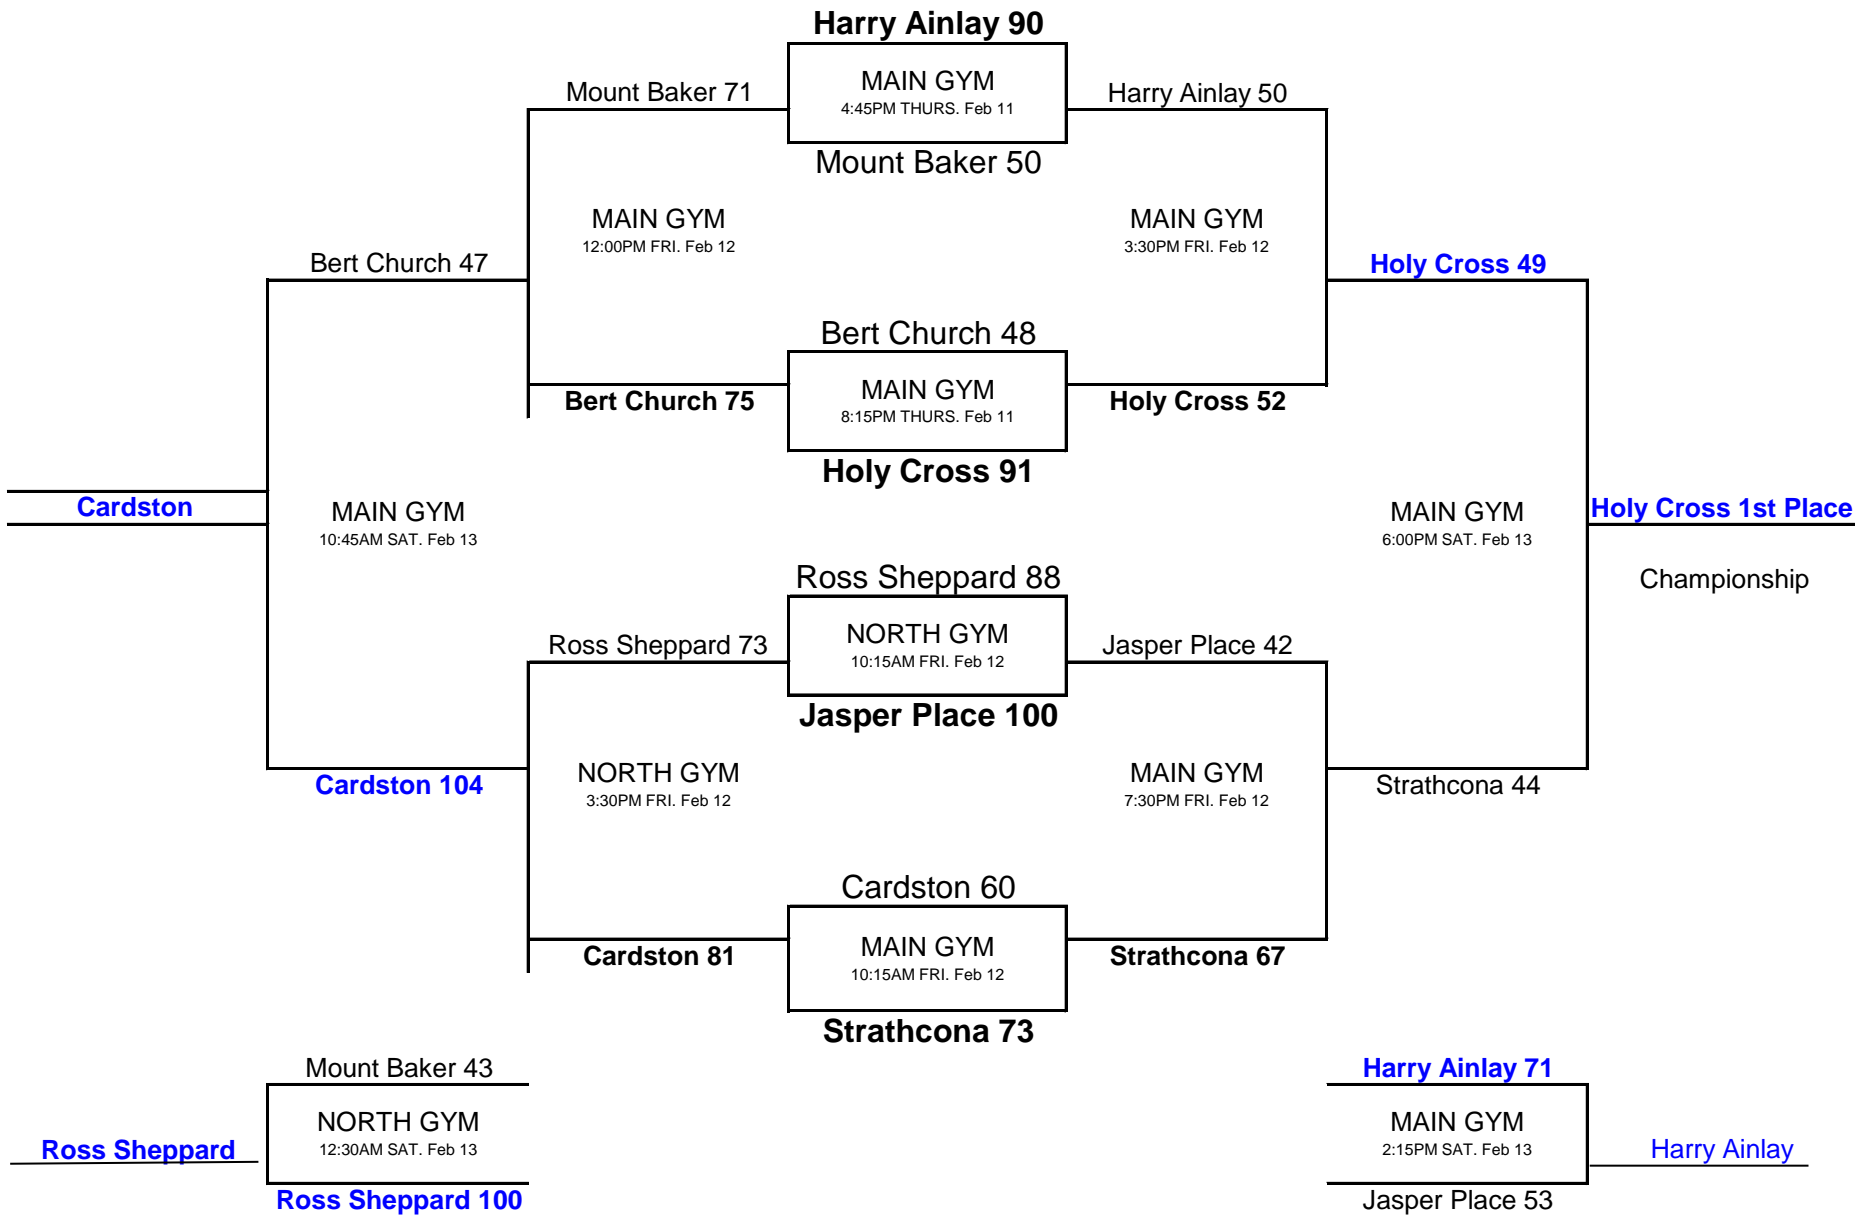 Harry Ainlay 90
MAIN GYM
4:45PM THURS. Feb 11
Mount Baker 71
Harry Ainlay 50
Mount Baker 50
MAIN GYM
12:00PM FRI. Feb 12
MAIN GYM
3:30PM FRI. Feb 12
Bert Church 47
Holy Cross 49
Bert Church 48
MAIN GYM
8:15PM THURS. Feb 11
Bert Church 75
Holy Cross 52
Holy Cross 91
Cardston
MAIN GYM
10:45AM SAT. Feb 13
MAIN GYM
6:00PM SAT. Feb 13
Holy Cross 1st Place
Championship
Ross Sheppard 88
NORTH GYM
10:15AM FRI. Feb 12
Ross Sheppard 73
Jasper Place 42
Jasper Place 100
Cardston 104
NORTH GYM
3:30PM FRI. Feb 12
MAIN GYM
7:30PM FRI. Feb 12
Strathcona 44
Cardston 60
MAIN GYM
10:15AM FRI. Feb 12
Cardston 81
Strathcona 67
Strathcona 73
Mount Baker 43
NORTH GYM
12:30AM SAT. Feb 13
Ross Sheppard
Ross Sheppard 100
Harry Ainlay 71
MAIN GYM
2:15PM SAT. Feb 13
Harry Ainlay
Jasper Place 53